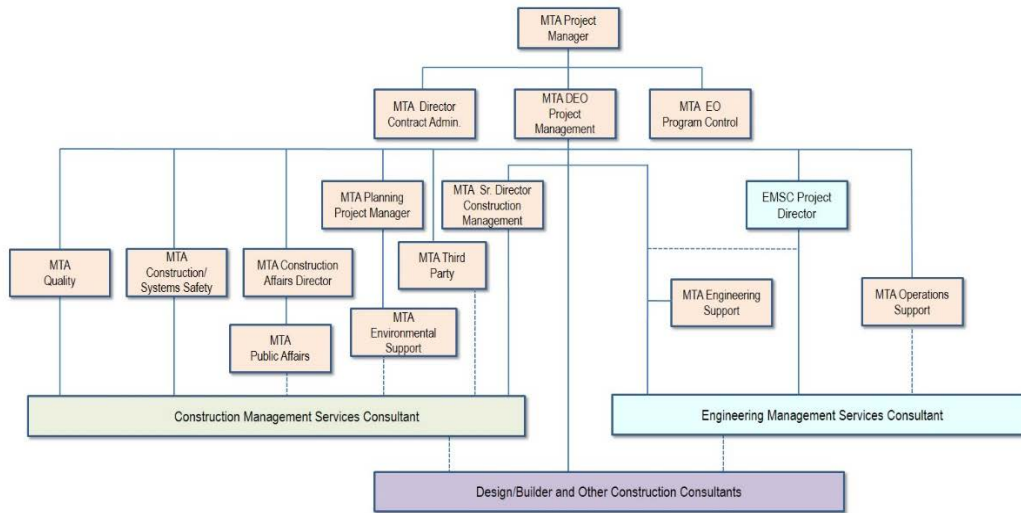 MTA Project
Manager
MTA Director
Contract Admin.
MTA DEO
Project
Management
MTA EO
Program Control
MTA Planning
Project Manager
MTA Sr. Director
Construction
Management
EMSC Project
Director
MTA
Quality
MTA
Construction/
Systems Safety
MTA Construction
Affairs Director
MTA Third
Party
MTA Engineering
Support
MTA Operations
Support
MTA
Public Affairs
MTA
Environmental
Support
Construction Management Services Consultant
Engineering Management Services Consultant
Design/Builder and Other Construction Consultants